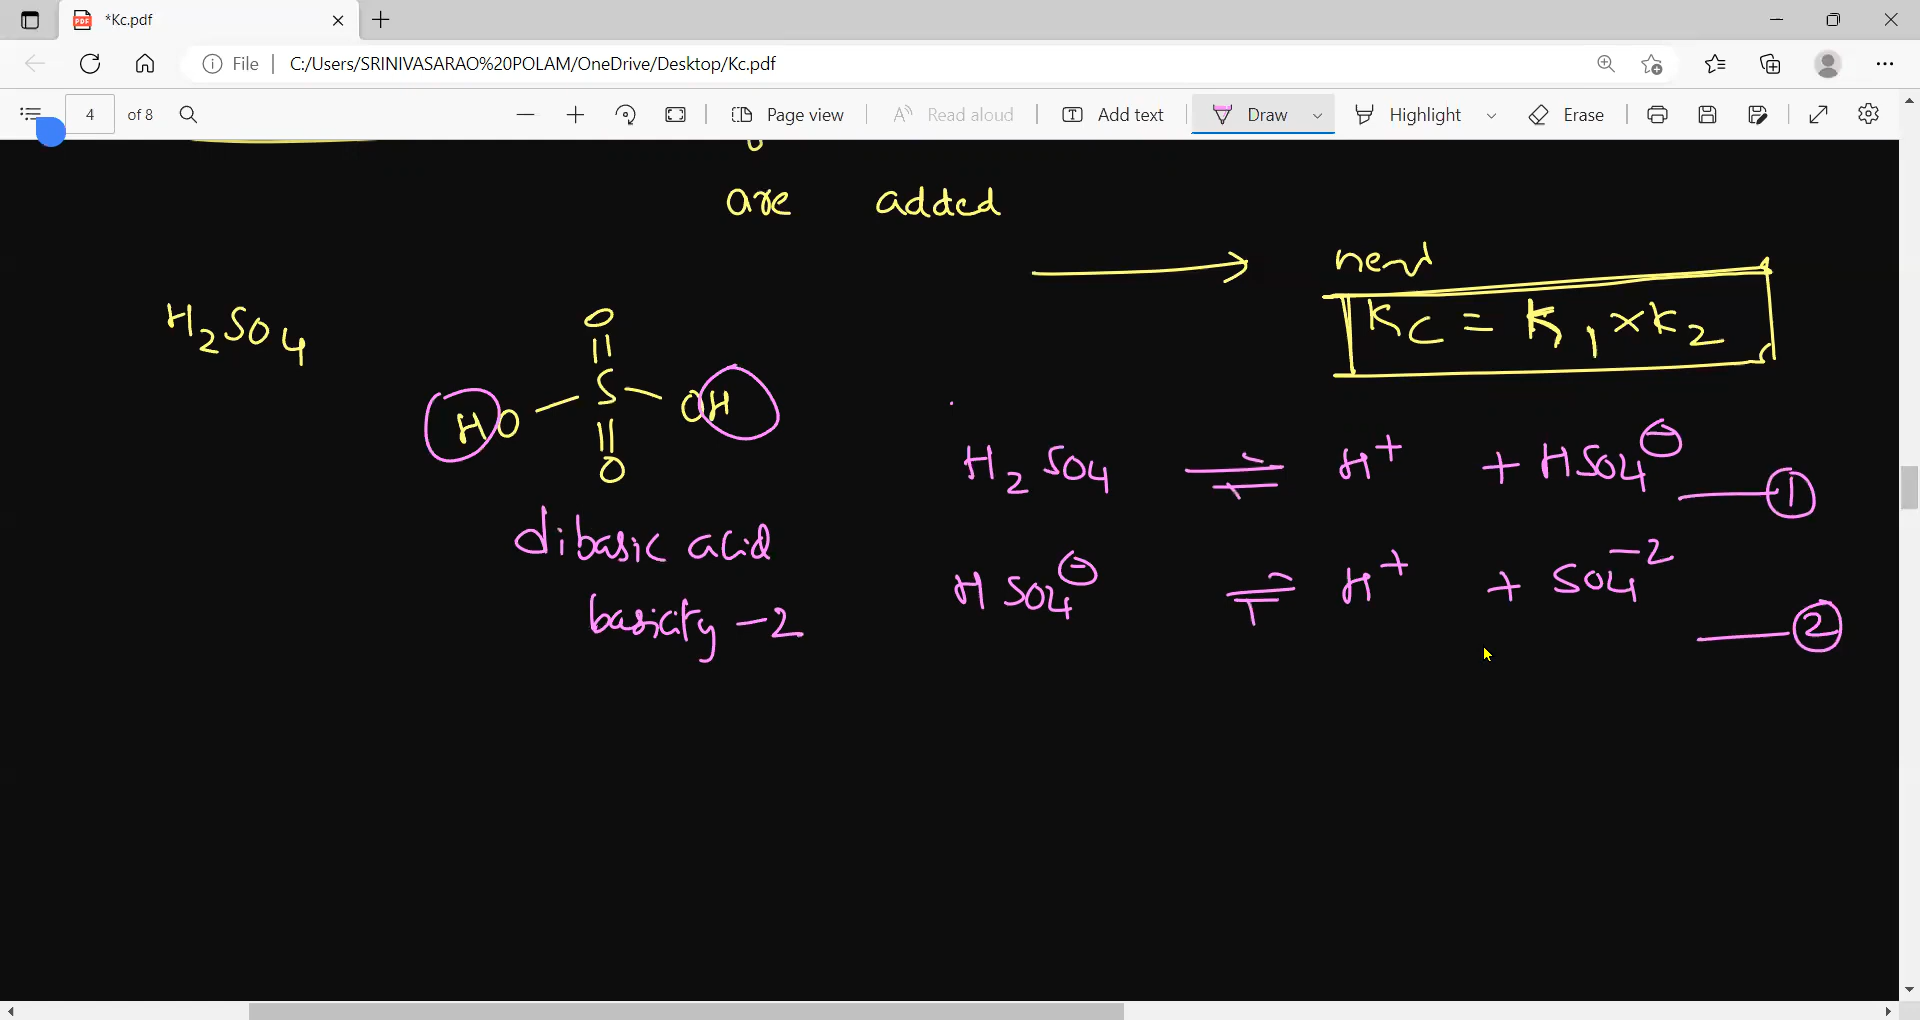 *Kc.pdf
File | C:/Users/SRINIVASARAO%20POLAM/OneDrive/Desktop/Kc.pdf
4 of 8 Page view Read aloud Add text Draw Highlight Erase
are added
new
Kc = K₁ × K₂
H₂SO₄
O
||
HO — S — OH
||
O
H₂SO₄ ⇌ H⁺ + HSO₄⊖ —— ①
dibasic acid
HSO₄⊖ ⇌ H⁺ + SO₄⁻² —— ②
basicity - 2